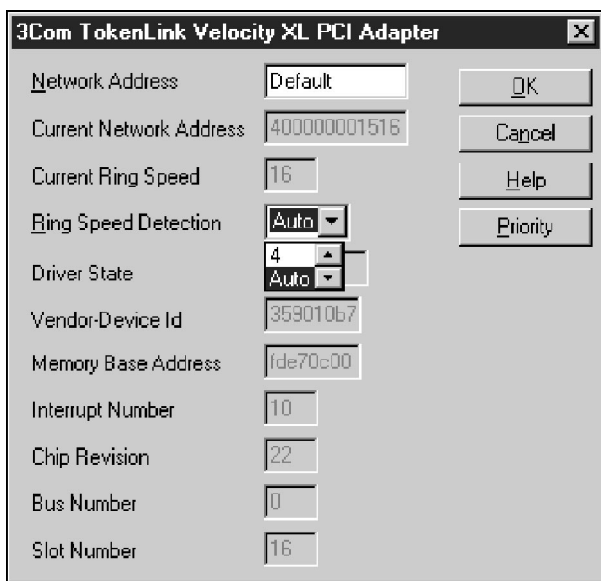 3Com TokenLink Velocity XL PCI Adapter
Network Address Default
OK
Current Network Address 400000001516
Cancel
Current Ring Speed 16
Help
Ring Speed Detection Auto
Priority
4
Auto
Driver State
Vendor-Device Id 359010b7
Memory Base Address fde70c00
Interrupt Number 10
Chip Revision 22
Bus Number 0
Slot Number 16